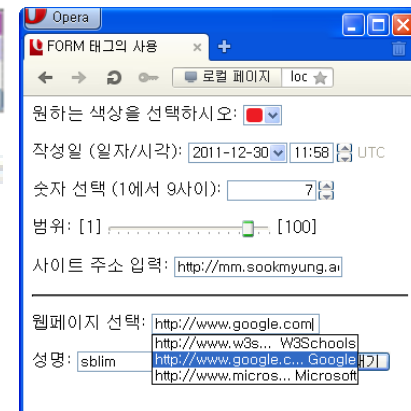 Opera
FORM 태그의 사용 × +
로컬 페이지 loc
원하는 색상을 선택하시오:
작성일 (일자/시각): 2011-12-30 11:58 UTC
숫자 선택 (1에서 9사이): 7
범위: [1] [100]
사이트 주소 입력: http://mm.sookmyung.a
웹페이지 선택: http://www.google.com
http://www.w3s... W3Schools
성명: sblim http://www.google.c... Google
http://www.micros... Microsoft